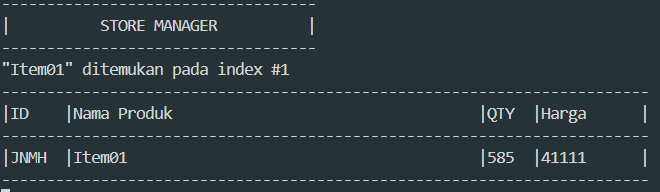 STORE MANAGER
"Item01" ditemukan pada index #1
|ID |Nama Produk |QTY |Harga |
|JNMH |Item01 |585 |41111 |